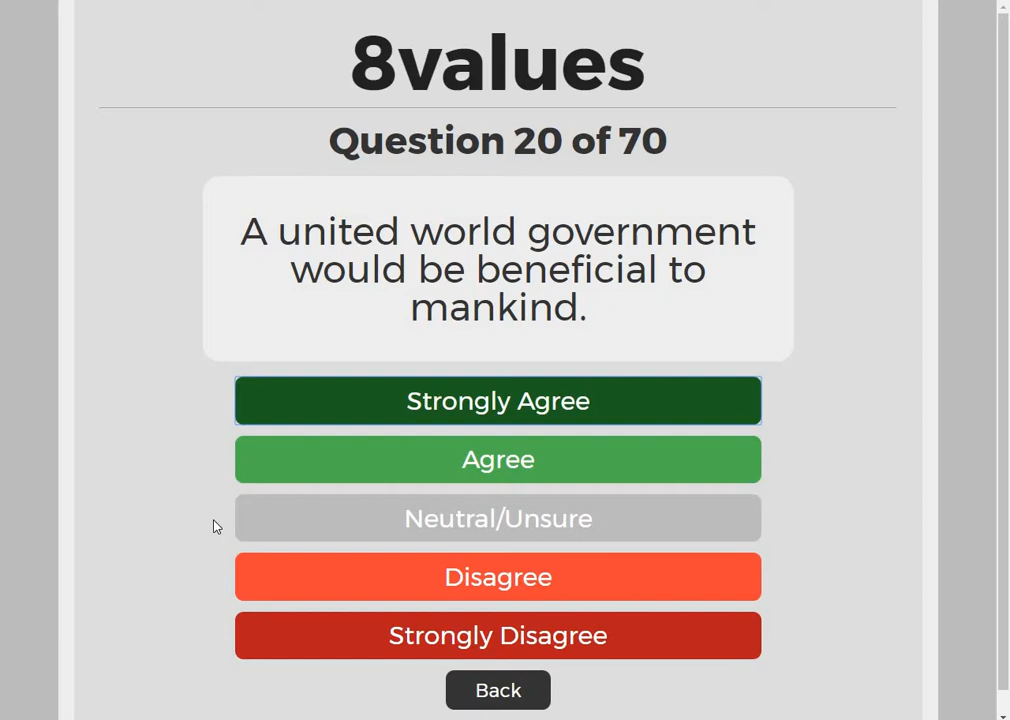 8values
Question 20 of 70
A united world government
would be beneficial to
mankind.
Strongly Agree
Agree
Neutral/Unsure
Disagree
Strongly Disagree
Back